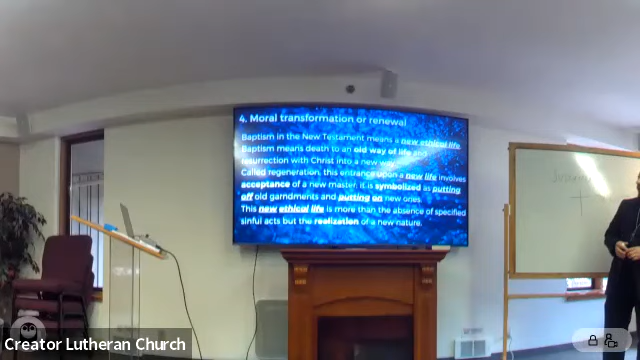 4. Moral transformation or renewal
Baptism in the New Testament means a new ethical life.
Baptism means death to an old way of life and
resurrection with Christ into a new way
Called regeneration, this entrance upon a new life involves
acceptance of a new master; it is symbolized as putting
off old garndments and putting on new ones.
This new ethical life is more than the absence of specified
sinful acts but the realization of a new nature.
Creator Lutheran Church